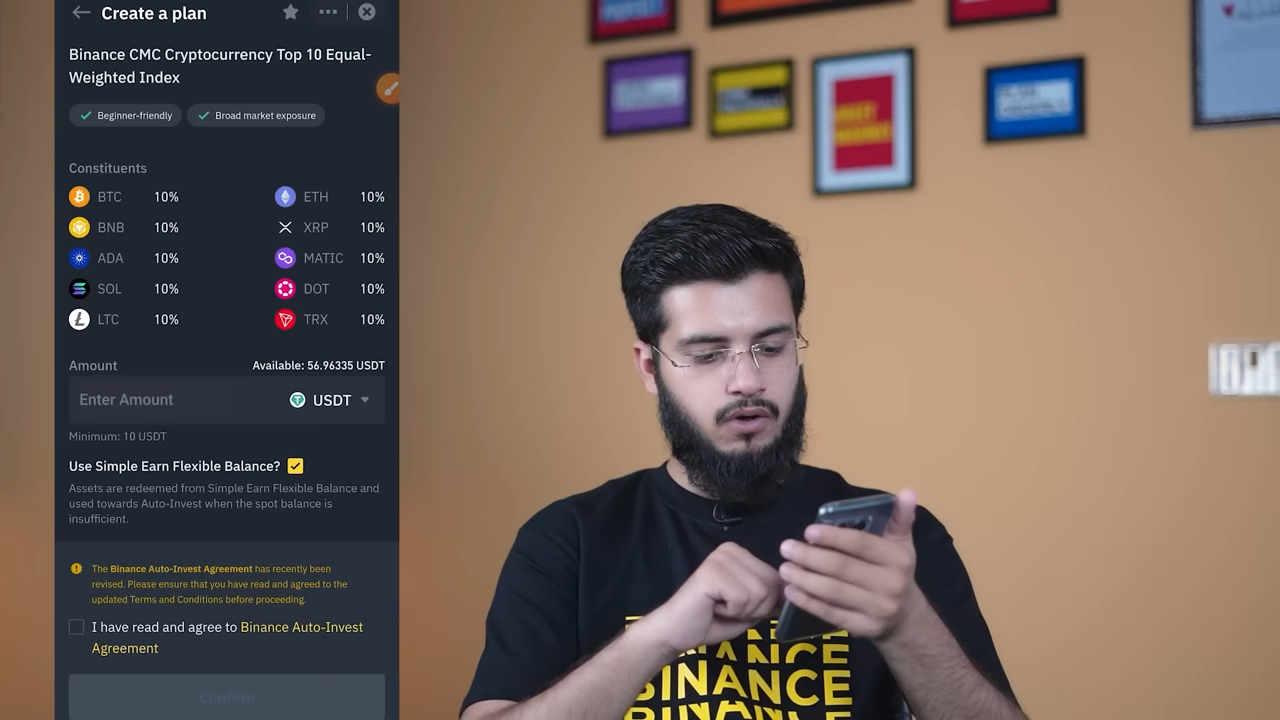 Create a plan
Binance CMC Cryptocurrency Top 10 Equal-
Weighted Index
Beginner-friendly
Broad market exposure
Constituents
BTC 10% ETH 10%
BNB 10% XRP 10%
ADA 10% MATIC 10%
SOL 10% DOT 10%
LTC 10% TRX 10%
Amount Available: 56.96335 USDT
Enter Amount USDT
Minimum: 10 USDT
Use Simple Earn Flexible Balance?
Assets are redeemed from Simple Earn Flexible Balance and
used towards Auto-Invest when the spot balance is
insufficient.
The Binance Auto-Invest Agreement has recently been
revised. Please ensure that you have read and agreed to the
updated Terms and Conditions before proceeding.
I have read and agree to Binance Auto-Invest
Agreement
Confirm
BINANCE